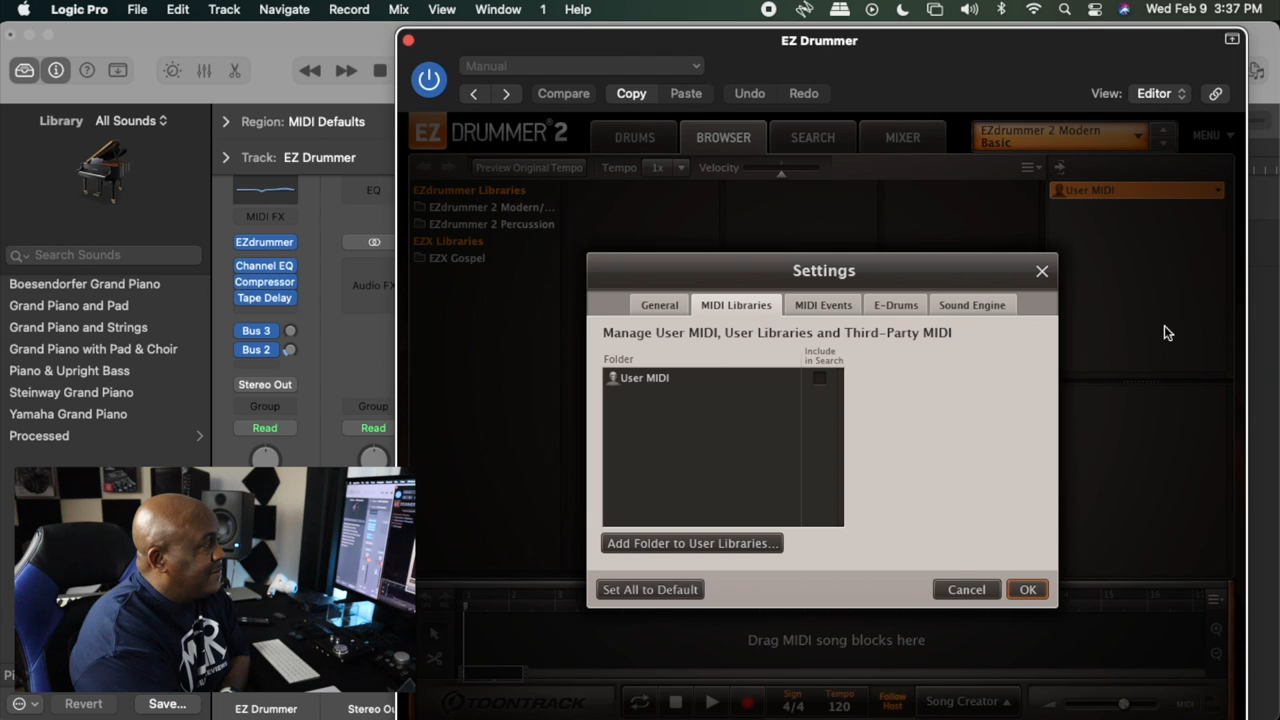 Logic Pro File Edit Track Navigate Record Mix View Window 1 Help Wed Feb 9 3:37 PM
EZ Drummer
Manual
Compare Copy Paste Undo Redo View: Editor
Library All Sounds
Region: MIDI Defaults
Track: EZ Drummer
EZ DRUMMER 2 DRUMS BROWSER SEARCH MIXER
EZdrummer 2 Modern
Basic
MENU
Preview Original Tempo Tempo 1x Velocity
EZdrummer Libraries
EZdrummer 2 Modern/...
EZdrummer 2 Percussion
EZX Libraries
EZX Gospel
User MIDI
EQ
MIDI FX
EZdrummer
Channel EQ
Compressor
Tape Delay
Audio FX
Bus 3
Bus 2
Stereo Out
Group Group
Read Read
Search Sounds
Boesendorfer Grand Piano
Grand Piano and Pad
Grand Piano and Strings
Grand Piano with Pad & Choir
Piano & Upright Bass
Steinway Grand Piano
Yamaha Grand Piano
Processed
Settings
General MIDI Libraries MIDI Events E-Drums Sound Engine
Manage User MIDI, User Libraries and Third-Party MIDI
Folder
Include
in Search
User MIDI
Add Folder to User Libraries...
Set All to Default Cancel OK
Drag MIDI song blocks here
TOONTRACK
Sign
4/4
Tempo
120
Follow
Host
Song Creator
MIDI
Revert Save...
EZ Drummer